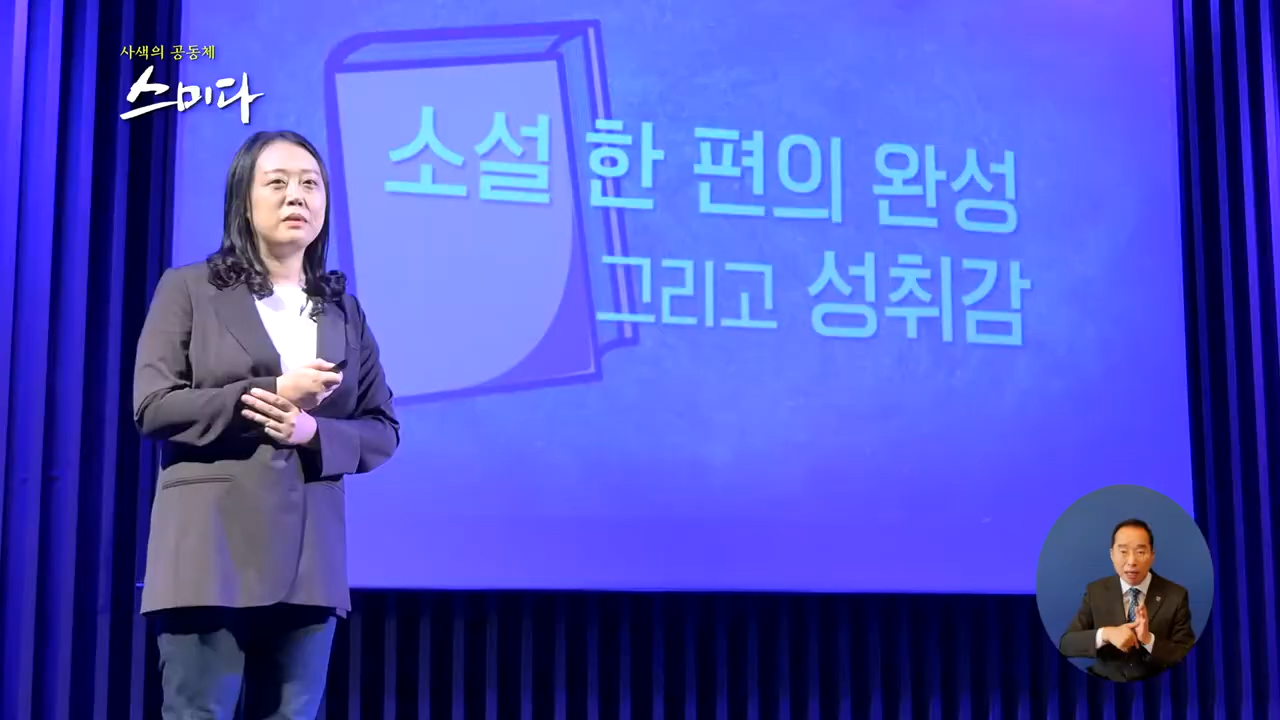 사색의 공동체
스미다
소설 한 편의 완성
그리고 성취감